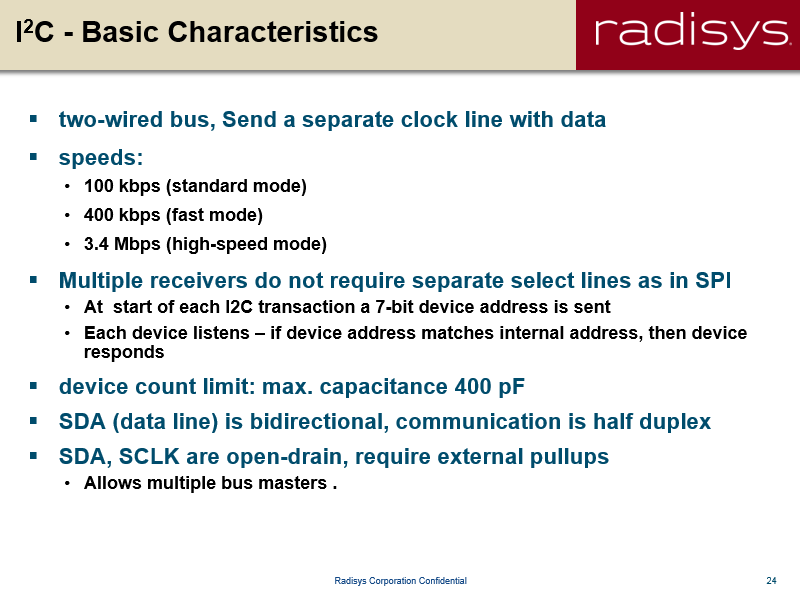 I²C - Basic Characteristics
radisys.
▪ two-wired bus, Send a separate clock line with data
▪ speeds:
• 100 kbps (standard mode)
• 400 kbps (fast mode)
• 3.4 Mbps (high-speed mode)
▪ Multiple receivers do not require separate select lines as in SPI
• At  start of each I2C transaction a 7-bit device address is sent
• Each device listens – if device address matches internal address, then device
responds
▪ device count limit: max. capacitance 400 pF
▪ SDA (data line) is bidirectional, communication is half duplex
▪ SDA, SCLK are open-drain, require external pullups
• Allows multiple bus masters .
Radisys Corporation Confidential
24